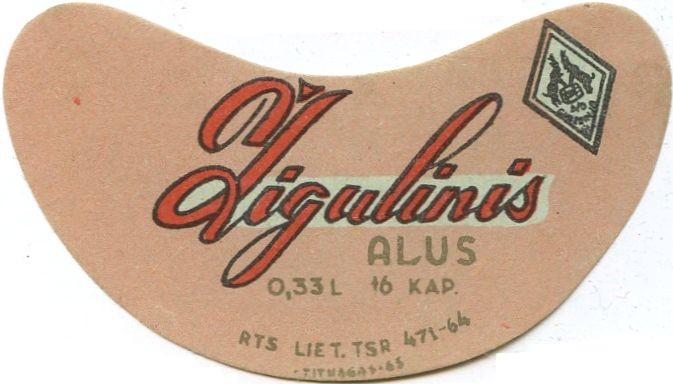 Žigulinis
ALUS
0,33 L 16 KAP.
RTS LIET. TSR 471-64